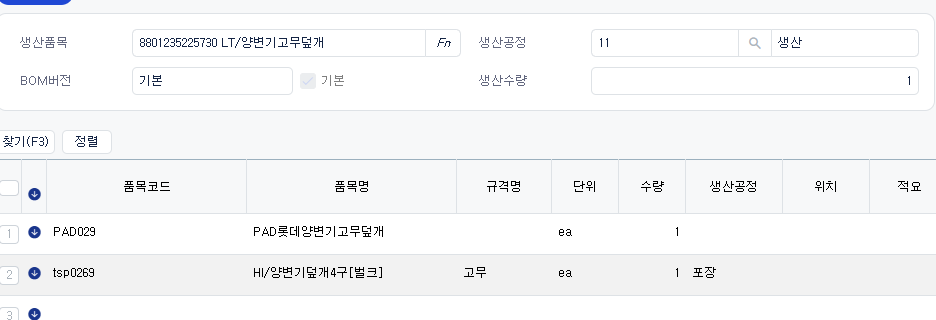 생산품목 8801235225730 LT/양변기고무덮개 Fn 생산공정 11 생산
BOM버전 기본 기본 생산수량 1
찾기(F3) 정렬
품목코드 품목명 규격명 단위 수량 생산공정 위치 적요
1 PAD029 PAD롯데양변기고무덮개 ea 1
2 tsp0269 HI/양변기덮개4구[벌크] 고무 ea 1 포장
3